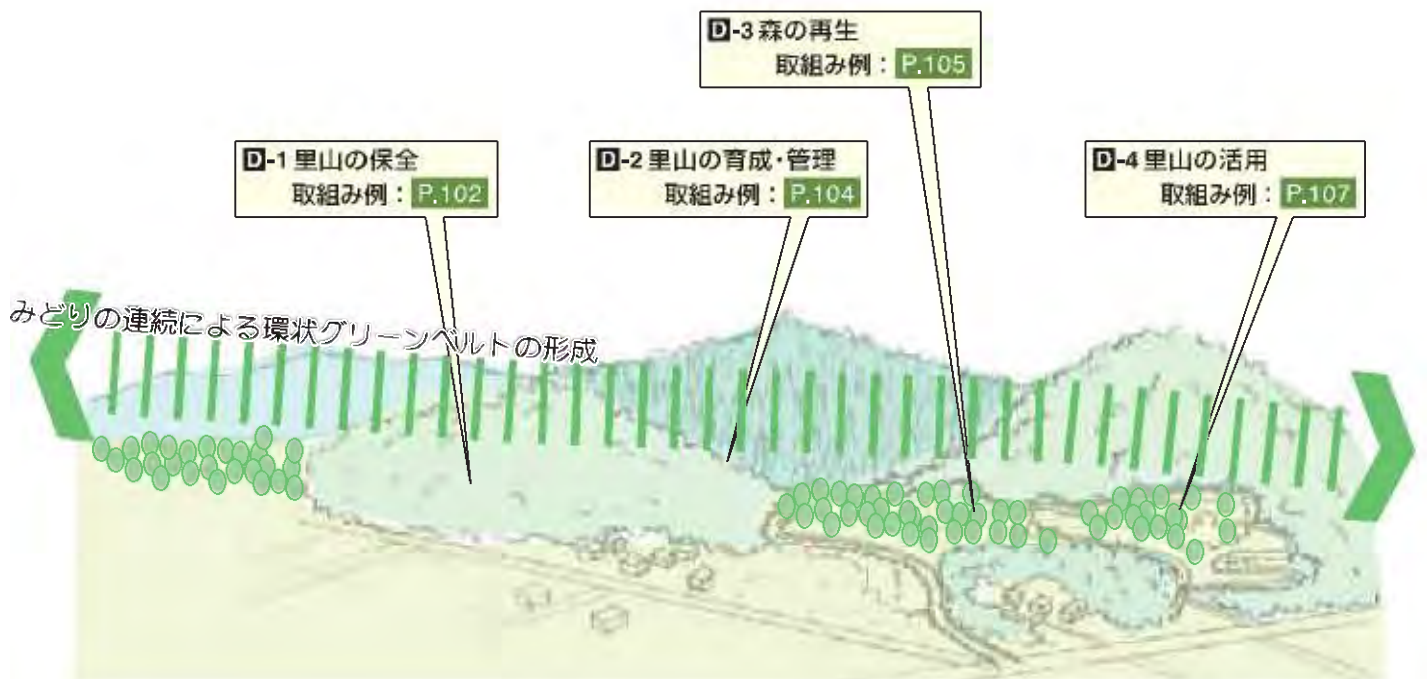 D-3 森の再生
取組み例：P.105
D-1 里山の保全
取組み例：P.102
D-2 里山の育成・管理
取組み例：P.104
D-4 里山の活用
取組み例：P.107
みどりの連続による環状グリーンベルトの形成